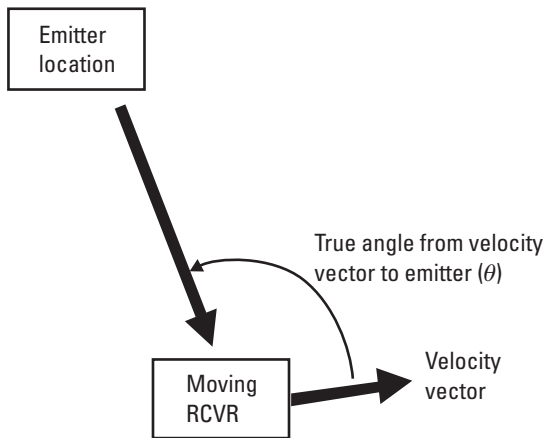 Emitter
location
True angle from velocity
vector to emitter (θ)
Moving
RCVR
Velocity
vector